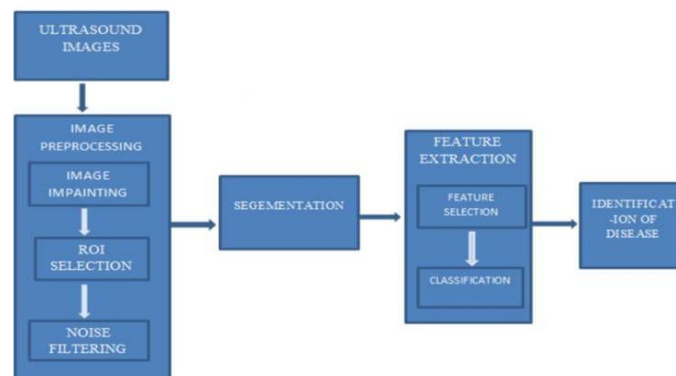 ULTRASOUND
IMAGES
IMAGE
PREPROCESSING
IMAGE
IMPAINTING
ROI
SELECTION
NOISE
FILTERING
SEGEMENTATION
FEATURE
EXTRACTION
FEATURE
SELECTION
CLASSIFICATION
IDENTIFICAT
-ION OF
DISEASE